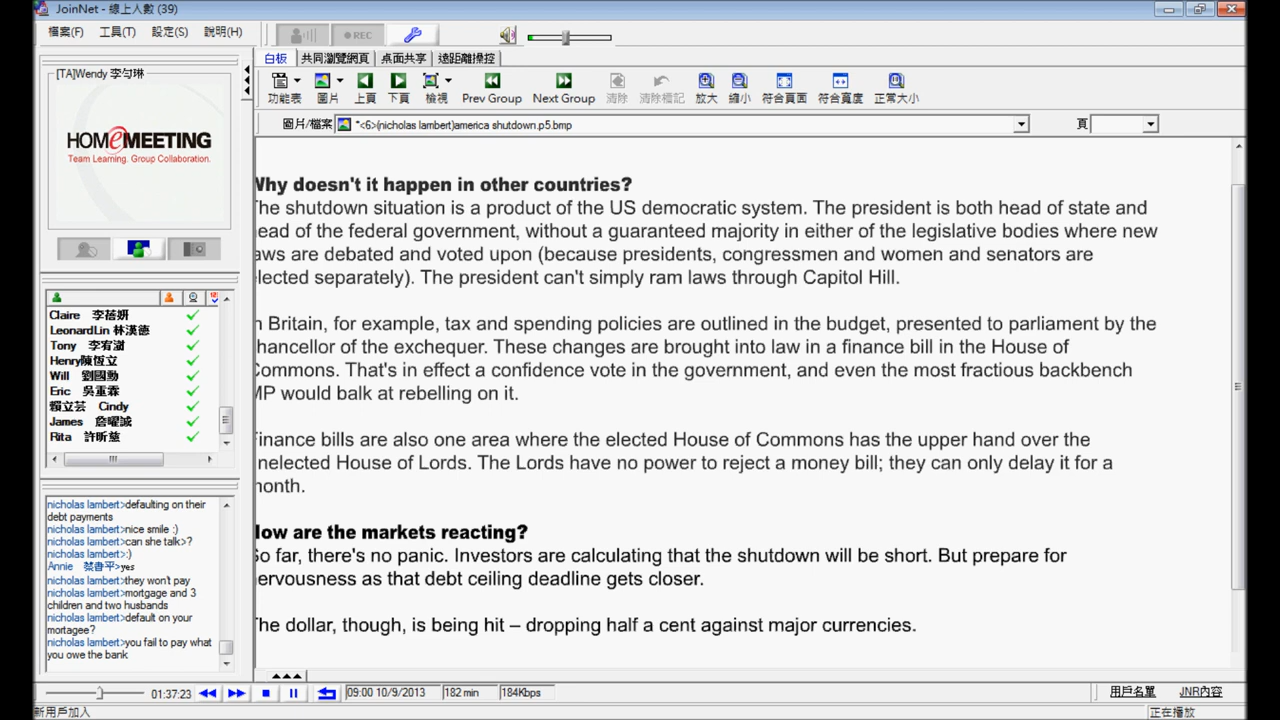 JoinNet - 線上人數 (39)
檔案(F) 工具(T) 設定(S) 說明(H)
REC
[TA]Wendy 李勻琳
HOMEMEETING
Team Learning. Group Collaboration.
白板 共同瀏覽網頁 桌面共享 遠距離操控
功能表 圖片 上頁 下頁 檢視 Prev Group Next Group 清除 清除標記 放大 縮小 符合頁面 符合寬度 正常大小
圖片/檔案 *<6>(nicholas lambert)america shutdown.p5.bmp 頁
Claire 李蓓妍
LeonardLin 林漢德
Tony 李宥澍
Henry陳恆立
Will 劉國勳
Eric 吳重霖
賴立芸 Cindy
James 詹曜誠
Rita 許昕慈
nicholas lambert>defaulting on their
debt payments
nicholas lambert>nice smile :)
nicholas lambert>can she talk>?
nicholas lambert>:)
Annie 蔡香平>yes
nicholas lambert>they won't pay
nicholas lambert>mortgage and 3
children and two husbands
nicholas lambert>default on your
mortagee?
nicholas lambert>you fail to pay what
you owe the bank
Why doesn't it happen in other countries?
The shutdown situation is a product of the US democratic system. The president is both head of state and
head of the federal government, without a guaranteed majority in either of the legislative bodies where new
laws are debated and voted upon (because presidents, congressmen and women and senators are
elected separately). The president can't simply ram laws through Capitol Hill.
In Britain, for example, tax and spending policies are outlined in the budget, presented to parliament by the
chancellor of the exchequer. These changes are brought into law in a finance bill in the House of
Commons. That's in effect a confidence vote in the government, and even the most fractious backbench
MP would balk at rebelling on it.
Finance bills are also one area where the elected House of Commons has the upper hand over the
unelected House of Lords. The Lords have no power to reject a money bill; they can only delay it for a
month.
How are the markets reacting?
So far, there's no panic. Investors are calculating that the shutdown will be short. But prepare for
nervousness as that debt ceiling deadline gets closer.
The dollar, though, is being hit – dropping half a cent against major currencies.
01:37:23 09:00 10/9/2013 182 min 184Kbps 用戶名單 JNR內容
新用戶加入 正在播放